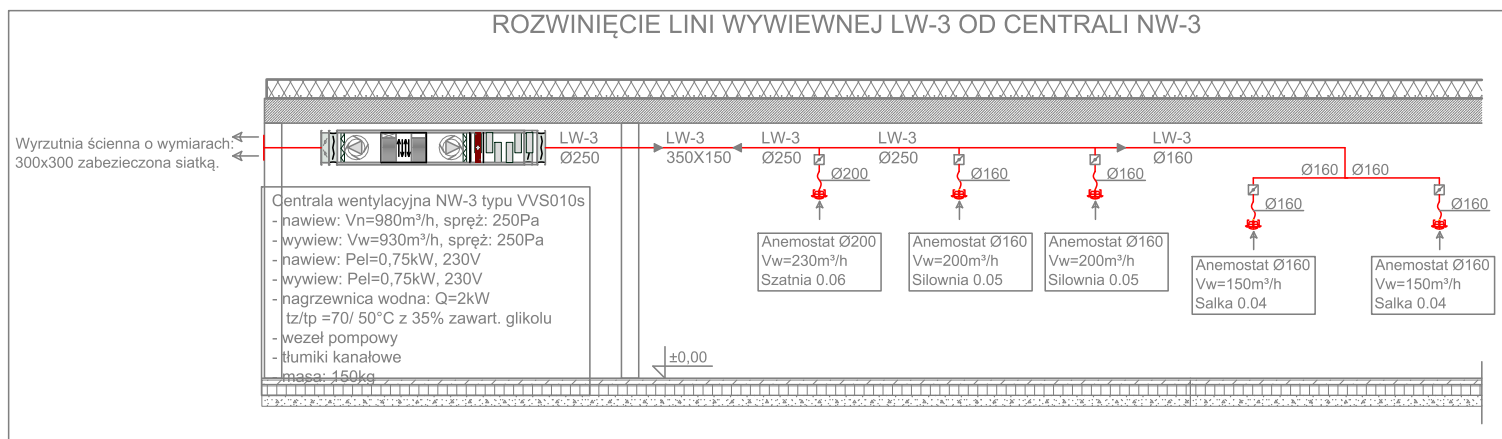 ROZWINIĘCIE LINI WYWIEWNEJ LW-3 OD CENTRALI NW-3
Wyrzutnia ścienna o wymiarach:
300x300 zabezieczona siatką.
LW-3
Ø250
LW-3
350X150
LW-3
Ø250
LW-3
Ø250
LW-3
Ø160
Ø200
Ø160
Ø160
Ø160 Ø160
Ø160
Ø160
Centrala wentylacyjna NW-3 typu VVS010s
- nawiew: Vn=980m³/h, spręż: 250Pa
- wywiew: Vw=930m³/h, spręż: 250Pa
- nawiew: Pel=0,75kW, 230V
- wywiew: Pel=0,75kW, 230V
- nagrzewnica wodna: Q=2kW
tz/tp =70/ 50°C z 35% zawart. glikolu
- wezeł pompowy
- tłumiki kanałowe
- masa: 150kg
Anemostat Ø200
Vw=230m³/h
Szatnia 0.06
Anemostat Ø160
Vw=200m³/h
Silownia 0.05
Anemostat Ø160
Vw=200m³/h
Silownia 0.05
Anemostat Ø160
Vw=150m³/h
Salka 0.04
Anemostat Ø160
Vw=150m³/h
Salka 0.04
±0,00